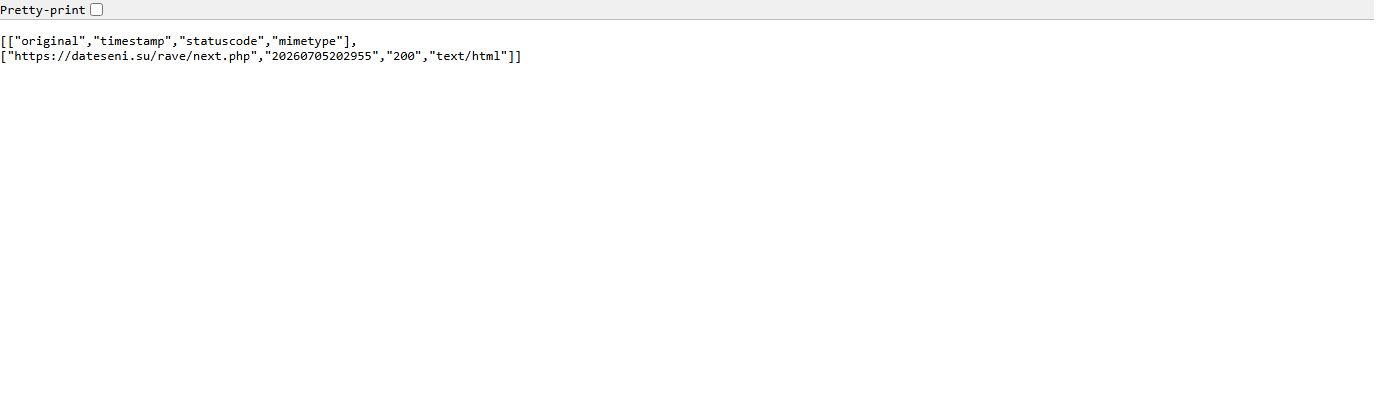 Pretty-print
[["original","timestamp","statuscode","mimetype"],
["https://dateseni.su/rave/next.php","20260705202955","200","text/html"]]